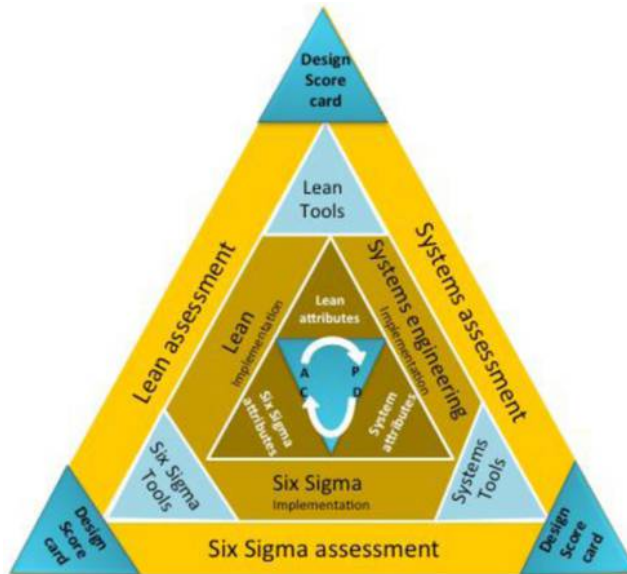 Design
Score
card
Lean
Tools
Lean assessment
Systems assessment
Lean
Implementation
Systems engineering
Implementation
Lean
attributes
A
P
C
D
Six Sigma
attributes
System
attributes
Six Sigma
Tools
Systems
Tools
Six Sigma
Implementation
Design
Score
card
Six Sigma assessment
Design
Score
card